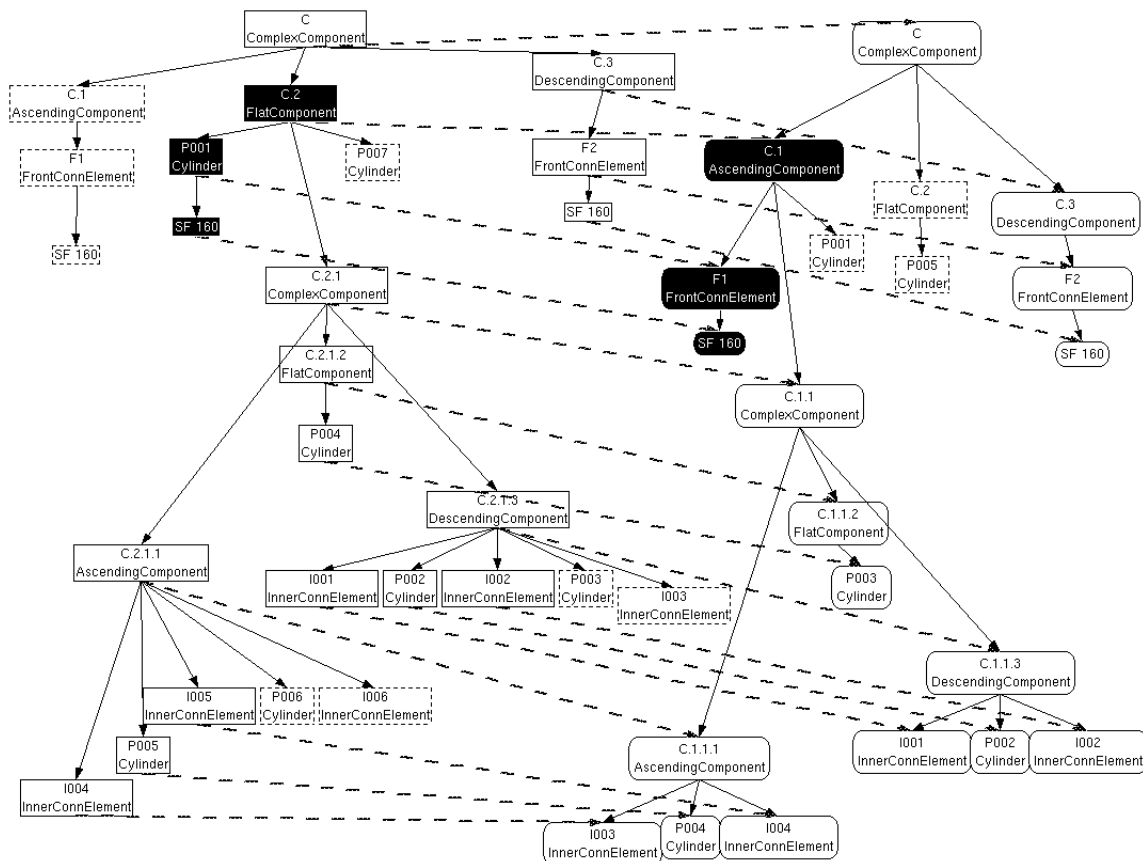 C
ComplexComponent
C
ComplexComponent
C.3
DescendingComponent
C.1
AscendingComponent
C.2
FlatComponent
P001
Cylinder
P007
Cylinder
F1
FrontConnElement
F2
FrontConnElement
C.1
AscendingComponent
C.2
FlatComponent
C.3
DescendingComponent
SF 160
SF 160
SF 160
P001
Cylinder
P005
Cylinder
F1
FrontConnElement
F2
FrontConnElement
SF 160
SF 160
C.2.1
ComplexComponent
C.2.1.2
FlatComponent
P004
Cylinder
C.1.1
ComplexComponent
C.2.1.3
DescendingComponent
C.1.1.2
FlatComponent
P003
Cylinder
C.2.1.1
AscendingComponent
I001
InnerConnElement
P002
Cylinder
I002
InnerConnElement
P003
Cylinder
I003
InnerConnElement
C.1.1.3
DescendingComponent
I005
InnerConnElement
P006
Cylinder
I006
InnerConnElement
P005
Cylinder
I004
InnerConnElement
C.1.1.1
AscendingComponent
I001
InnerConnElement
P002
Cylinder
I002
InnerConnElement
I003
InnerConnElement
P004
Cylinder
I004
InnerConnElement